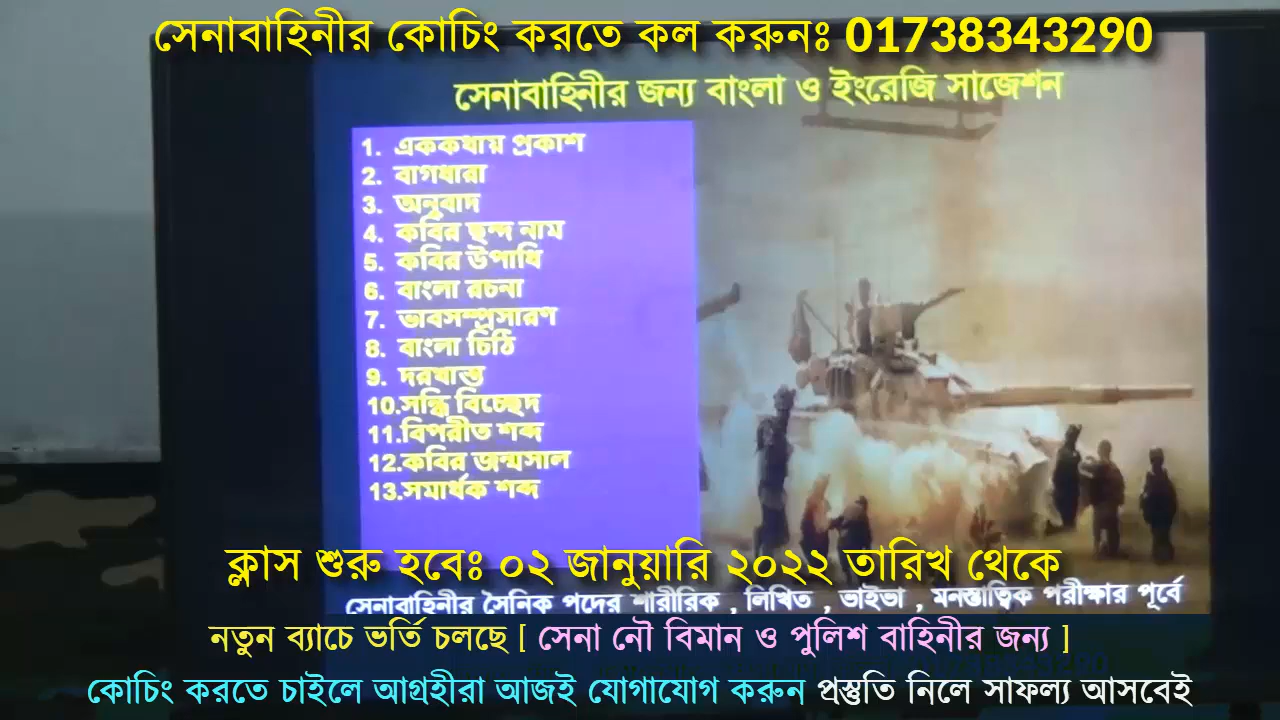 সেনাবাহিনীর কোচিং করতে কল করুনঃ 01738343290
সেনাবাহিনীর জন্য বাংলা ও ইংরেজি সাজেশন
1. এককথায় প্রকাশ
2. বাগধারা
3. অনুবাদ
4. কবির ছন্দ নাম
5. কবির উপাধি
6. বাংলা রচনা
7. ভাবসম্প্রসারণ
8. বাংলা চিঠি
9. দরখাস্ত
10.সন্ধি বিচ্ছেদ
11.বিপরীত শব্দ
12.কবির জন্মসাল
13.সমার্থক শব্দ
ক্লাস শুরু হবেঃ ০২ জানুয়ারি ২০২২ তারিখ থেকে
সেনাবাহিনীর সৈনিক পদের শারীরিক , লিখিত , ভাইভা , মনস্তাত্বিক পরীক্ষার পূর্বে
নতুন ব্যাচে ভর্তি চলছে [ সেনা নৌ বিমান ও পুলিশ বাহিনীর জন্য ]
কোচিং করতে চাইলে আগ্রহীরা আজই যোগাযোগ করুন প্রস্তুতি নিলে সাফল্য আসবেই